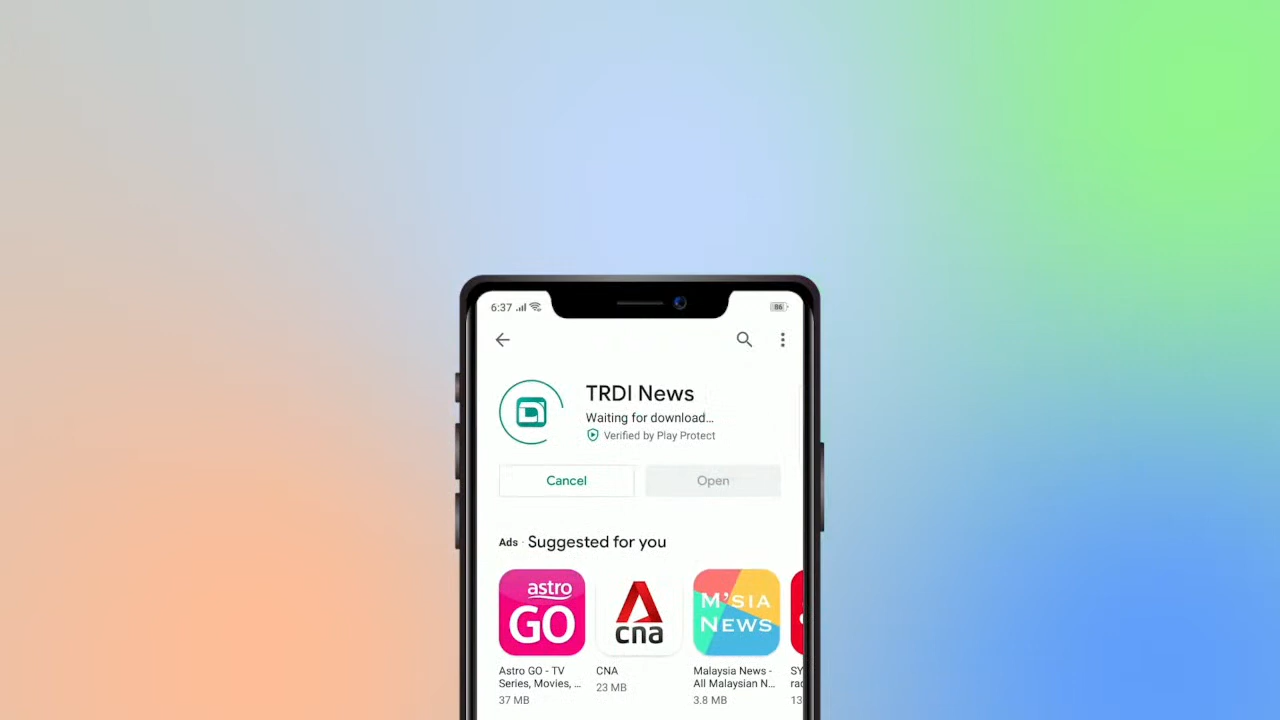 6:37
86
TRDI News
Waiting for download...
Verified by Play Protect
Cancel
Open
Ads · Suggested for you
astro
GO
cna
M'SIA
NEWS
Astro GO - TV
Series, Movies, ...
37 MB
CNA
23 MB
Malaysia News -
All Malaysian N...
3.8 MB
SY
13